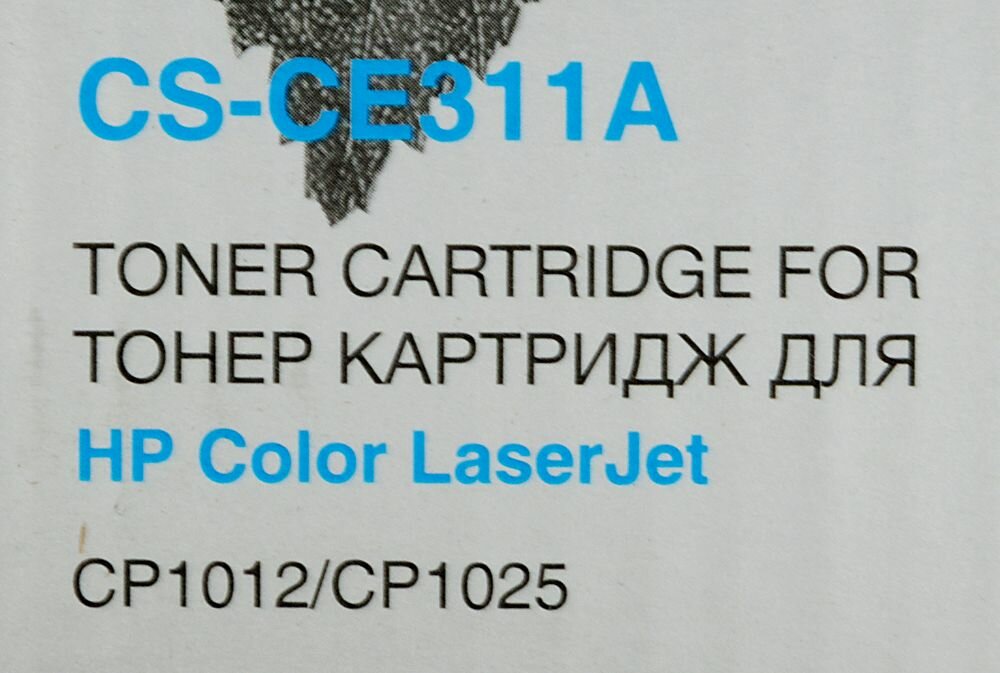 CS-CE311A
TONER CARTRIDGE FOR
ТОНЕР КАРТРИДЖ ДЛЯ
HP Color LaserJet
CP1012/CP1025